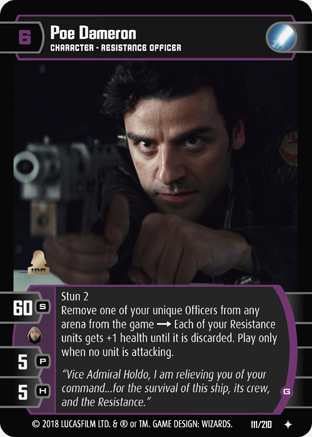 6
Poe Dameron
CHARACTER - RESISTANCE OFFICER
60 S
5 P
5 H
Stun 2
Remove one of your unique Officers from any
arena from the game → Each of your Resistance
units gets +1 health until it is discarded. Play only
when no unit is attacking.
“Vice Admiral Holdo, I am relieving you of your
command...for the survival of this ship, its crew,
and the Resistance.”
G
© 2018 LUCASFILM LTD. & ® or TM. GAME DESIGN: WIZARDS.
111/210